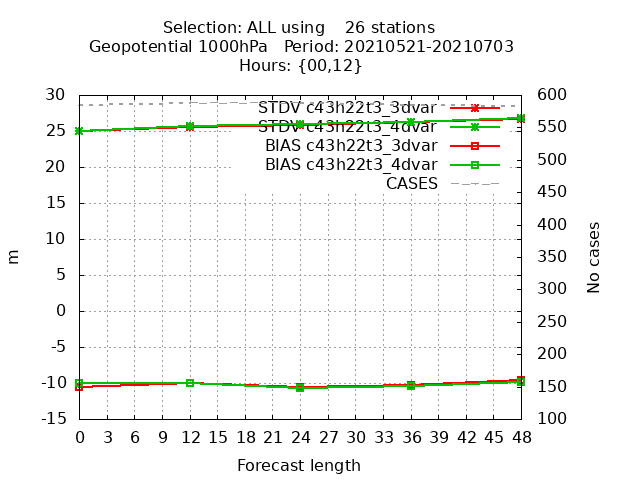 Selection: ALL using 26 stations
Geopotential 1000hPa Period: 20210521-20210703
Hours: {00,12}
STDV c43h22t3_3dvar
STDV c43h22t3_4dvar
BIAS c43h22t3_3dvar
BIAS c43h22t3_4dvar
CASES
30
25
20
15
10
5
0
-5
-10
-15
m
600
550
500
450
400
350
300
250
200
150
100
No cases
0 3 6 9 12 15 18 21 24 27 30 33 36 39 42 45 48
Forecast length